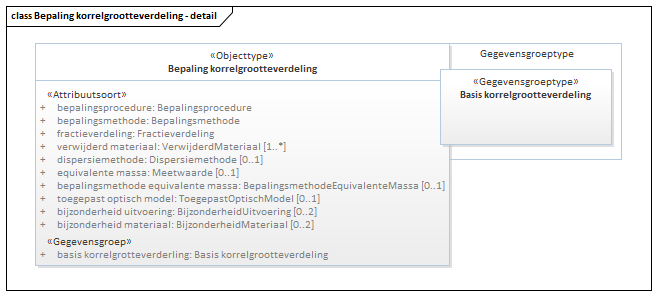 class Bepaling korrelgrootteverdeling - detail
«Objecttype»
Bepaling korrelgrootteverdeling
«Attribuutsoort»
+ bepalingsprocedure: Bepalingsprocedure
+ bepalingsmethode: Bepalingsmethode
+ fractieverdeling: Fractieverdeling
+ verwijderd materiaal: VerwijderdMateriaal [1..*]
+ dispersiemethode: Dispersiemethode [0..1]
+ equivalente massa: Meetwaarde [0..1]
+ bepalingsmethode equivalente massa: BepalingsmethodeEquivalenteMassa [0..1]
+ toegepast optisch model: ToegepastOptischModel [0..1]
+ bijzonderheid uitvoering: BijzonderheidUitvoering [0..2]
+ bijzonderheid materiaal: BijzonderheidMateriaal [0..2]
«Gegevensgroep»
+ basis korrelgrotteverderling: Basis korrelgrootteverdeling
Gegevensgroeptype
«Gegevensgroeptype»
Basis korrelgrootteverdeling